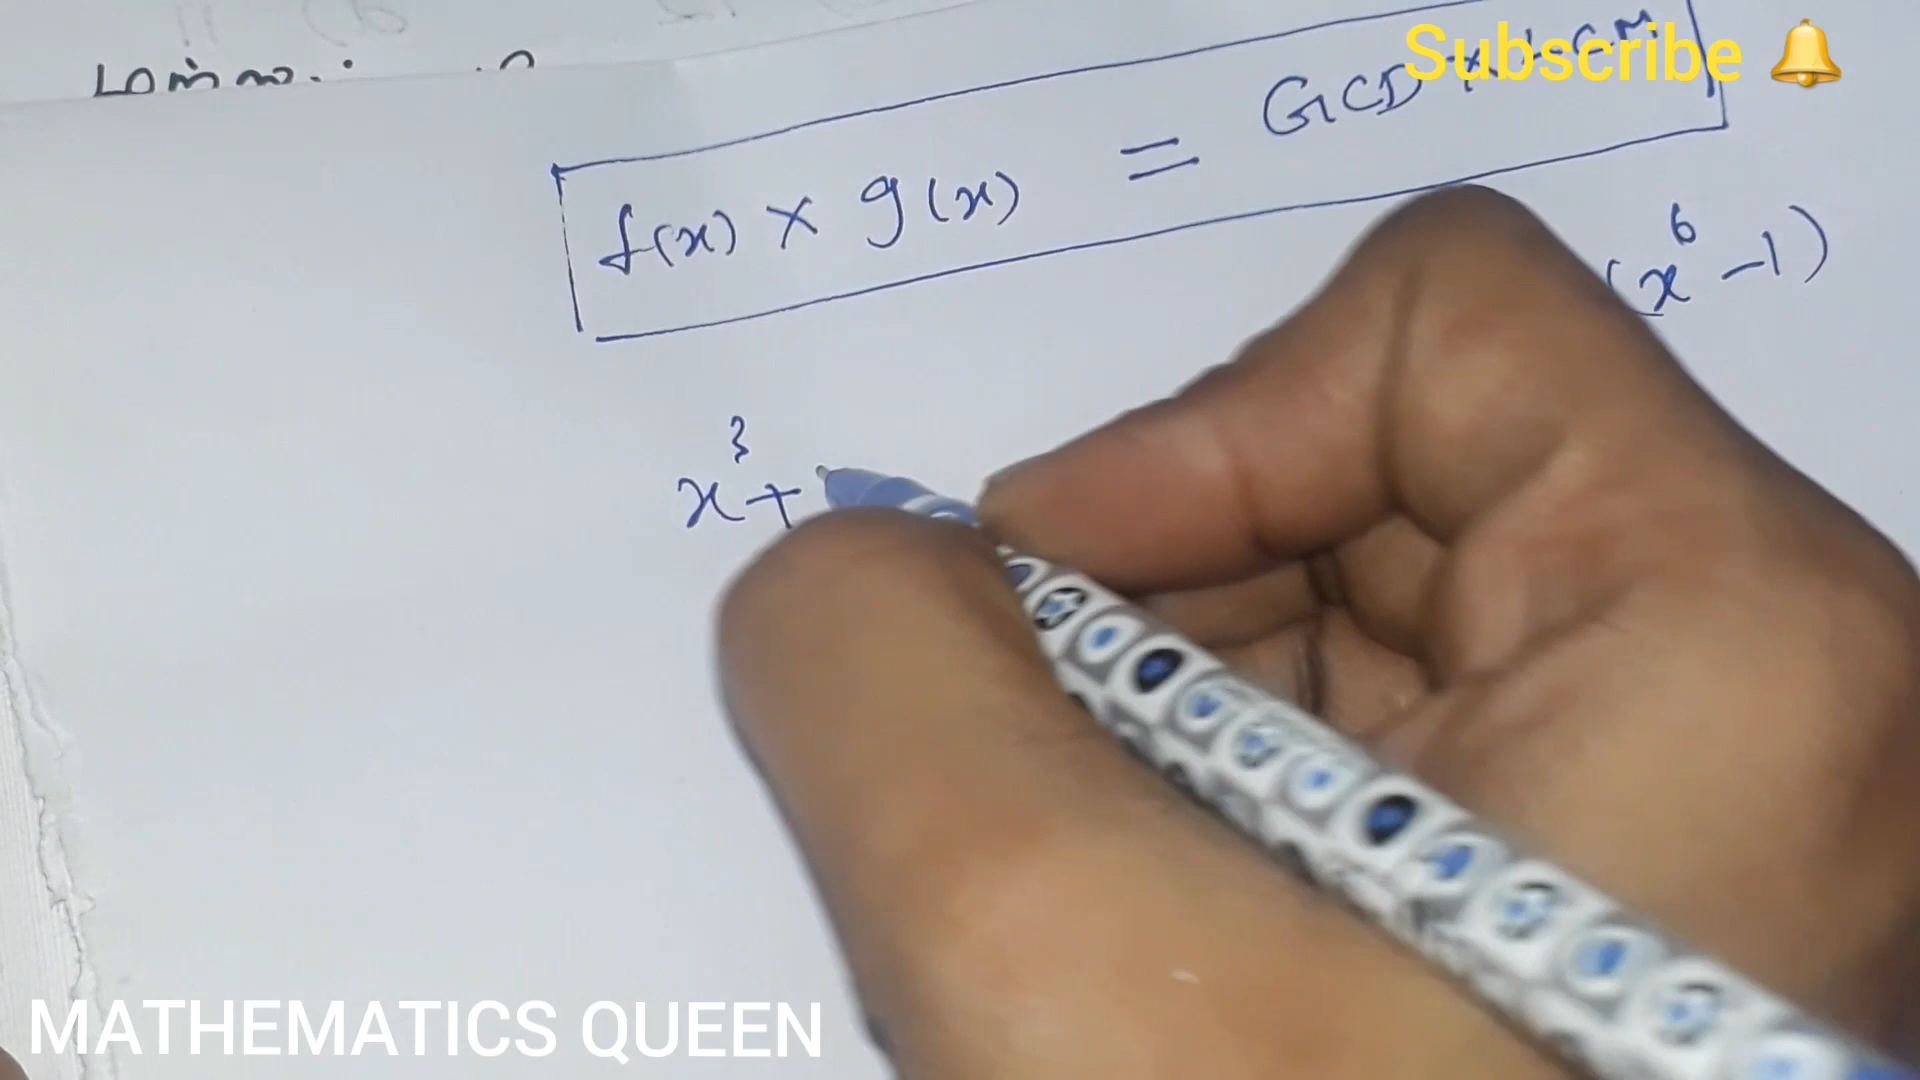 Subscribe 🔔
f(x) × g(x) = GCD × L.C.M
(x⁶ -1)
x³+
MATHEMATICS QUEEN